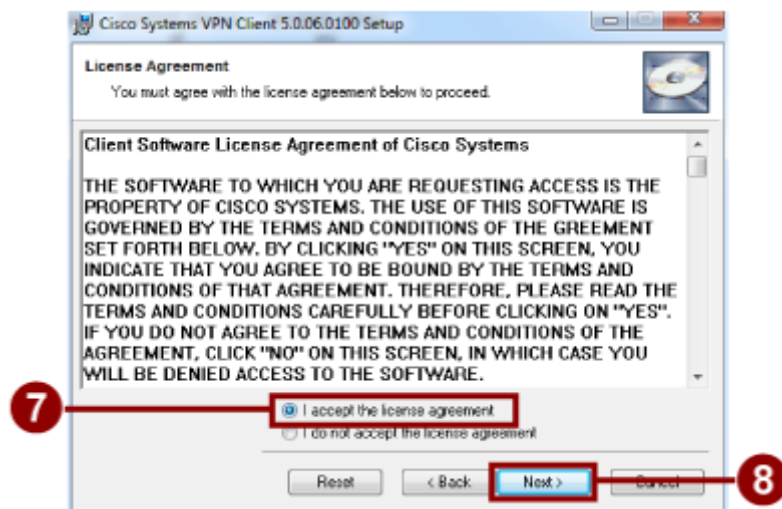 Cisco Systems VPN Client 5.0.06.0100 Setup
License Agreement
You must agree with the license agreement below to proceed.
Client Software License Agreement of Cisco Systems
THE SOFTWARE TO WHICH YOU ARE REQUESTING ACCESS IS THE
PROPERTY OF CISCO SYSTEMS. THE USE OF THIS SOFTWARE IS
GOVERNED BY THE TERMS AND CONDITIONS OF THE GREEMENT
SET FORTH BELOW. BY CLICKING "YES" ON THIS SCREEN, YOU
INDICATE THAT YOU AGREE TO BE BOUND BY THE TERMS AND
CONDITIONS OF THAT AGREEMENT. THEREFORE, PLEASE READ THE
TERMS AND CONDITIONS CAREFULLY BEFORE CLICKING ON "YES".
IF YOU DO NOT AGREE TO THE TERMS AND CONDITIONS OF THE
AGREEMENT, CLICK "NO" ON THIS SCREEN, IN WHICH CASE YOU
WILL BE DENIED ACCESS TO THE SOFTWARE.
7
I accept the license agreement
I do not accept the license agreement
Reset
< Back
Next >
Cancel
8